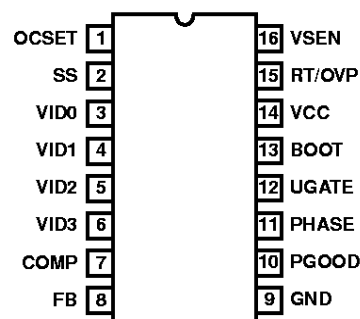 OCSET 1 16 VSEN
SS 2 15 RT/OVP
VID0 3 14 VCC
VID1 4 13 BOOT
VID2 5 12 UGATE
VID3 6 11 PHASE
COMP 7 10 PGOOD
FB 8 9 GND